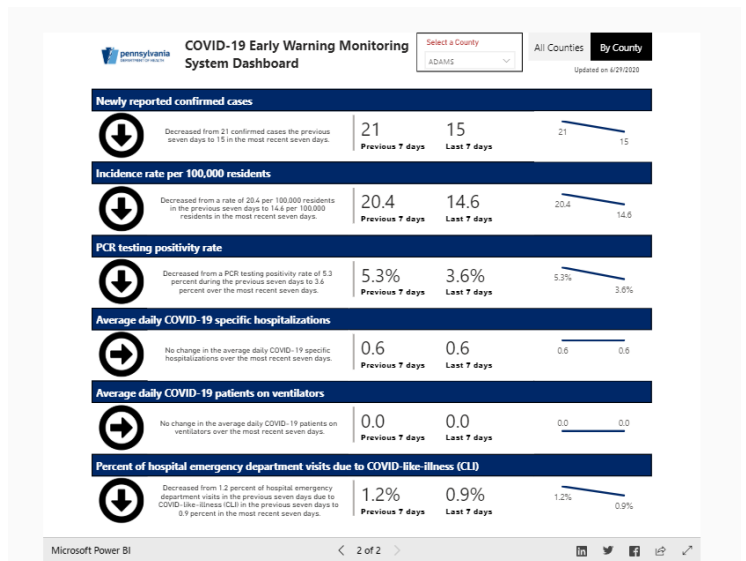 pennsylvania
DEPARTMENT OF HEALTH
COVID-19 Early Warning Monitoring
System Dashboard
Select a County
ADAMS
All Counties
By County
Updated on 6/29/2020
Newly reported confirmed cases
Decreased from 21 confirmed cases the previous
seven days to 15 in the most recent seven days.
21
Previous 7 days
15
Last 7 days
21
15
Incidence rate per 100,000 residents
Decreased from a rate of 20.4 per 100,000 residents
in the previous seven days to 14.6 per 100,000
residents in the most recent seven days.
20.4
Previous 7 days
14.6
Last 7 days
20.4
14.6
PCR testing positivity rate
Decreased from a PCR testing positivity rate of 5.3
percent during the previous seven days to 3.6
percent over the most recent seven days.
5.3%
Previous 7 days
3.6%
Last 7 days
5.3%
3.6%
Average daily COVID-19 specific hospitalizations
No change in the average daily COVID-19 specific
hospitalizations over the most recent seven days.
0.6
Previous 7 days
0.6
Last 7 days
0.6
0.6
Average daily COVID-19 patients on ventilators
No change in the average daily COVID-19 patients on
ventilators over the most recent seven days.
0.0
Previous 7 days
0.0
Last 7 days
0.0
0.0
Percent of hospital emergency department visits due to COVID-like-illness (CLI)
Decreased from 1.2 percent of hospital emergency
department visits in the previous seven days due to
COVID-like-illness (CLI) in the previous seven days to
0.9 percent in the most recent seven days.
1.2%
Previous 7 days
0.9%
Last 7 days
1.2%
0.9%
Microsoft Power BI
2 of 2